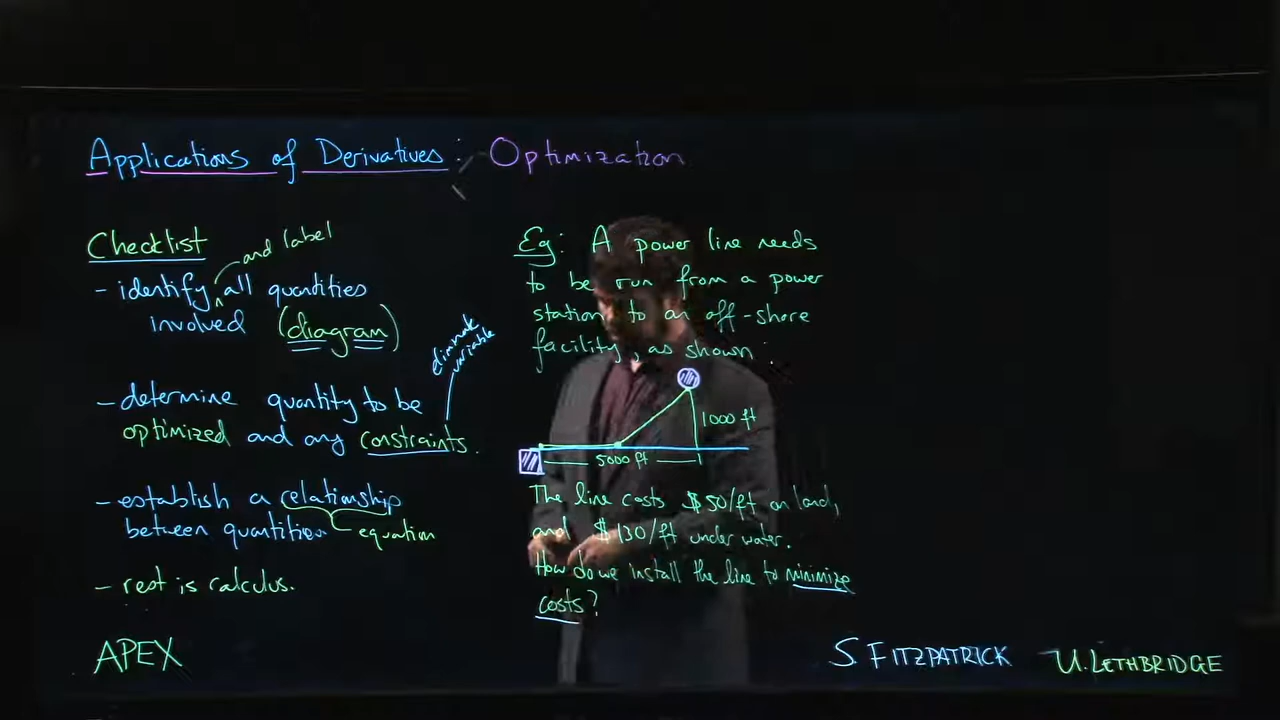 Applications of Derivatives: Optimization
Checklist
and label
- identify all quantities
involved (diagram)
eliminate
variable
- determine quantity to be
optimized and any constraints.
- establish a relationship
between quantities
equation
- rest is calculus.
APEX
Eg: A power line needs
to be run from a power
station to an off-shore
facility, as shown:
1000 ft
5000 ft
The line costs $50/ft on land,
and $130/ft under water.
How do we install the line to minimize
costs?
S. FITZPATRICK U. LETHBRIDGE